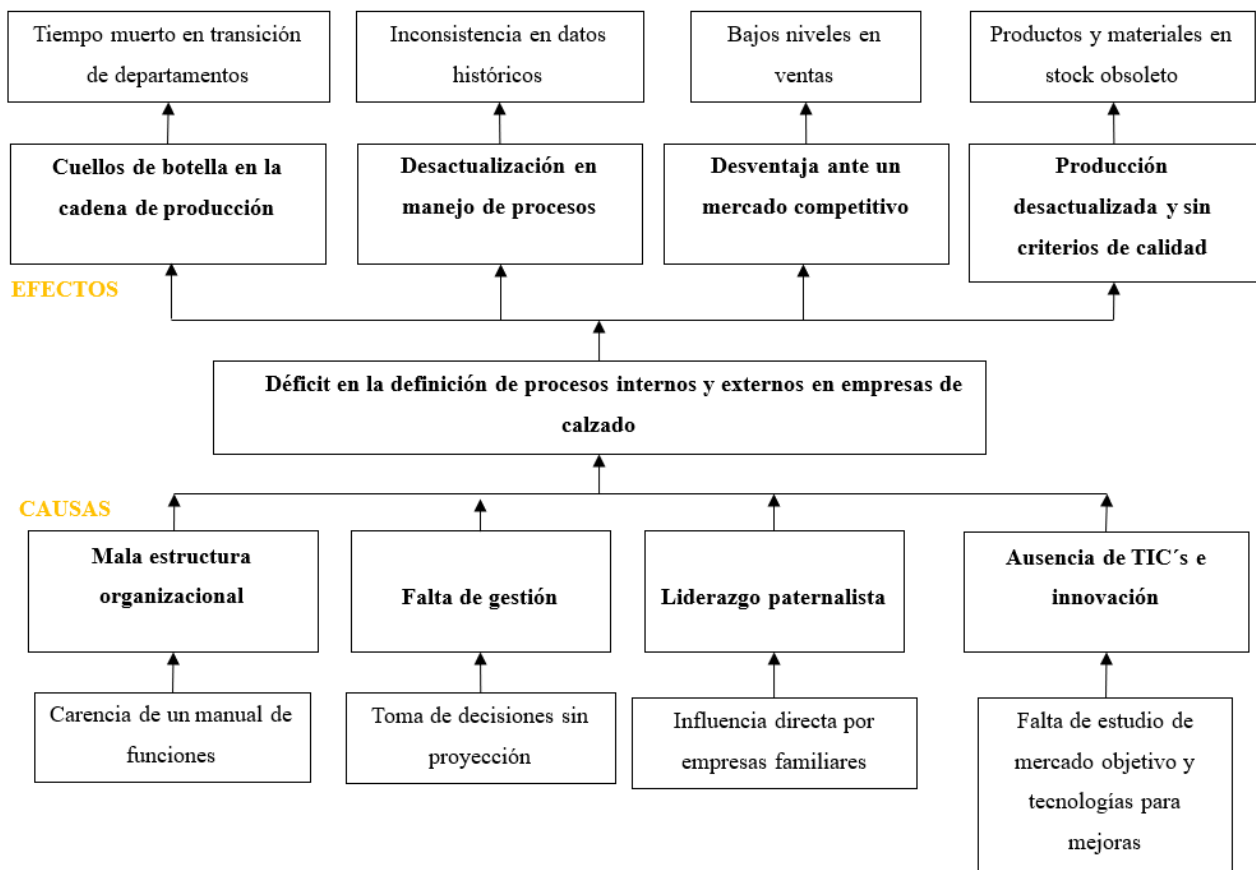 Tiempo muerto en transición
de departamentos
Inconsistencia en datos
históricos
Bajos niveles en
ventas
Productos y materiales en
stock obsoleto
Cuellos de botella en la
cadena de producción
Desactualización en
manejo de procesos
Desventaja ante un
mercado competitivo
Producción
desactualizada y sin
criterios de calidad
EFECTOS
Déficit en la definición de procesos internos y externos en empresas de
calzado
CAUSAS
Mala estructura
organizacional
Falta de gestión
Liderazgo paternalista
Ausencia de TIC´s e
innovación
Carencia de un manual de
funciones
Toma de decisiones sin
proyección
Influencia directa por
empresas familiares
Falta de estudio de
mercado objetivo y
tecnologías para
mejoras